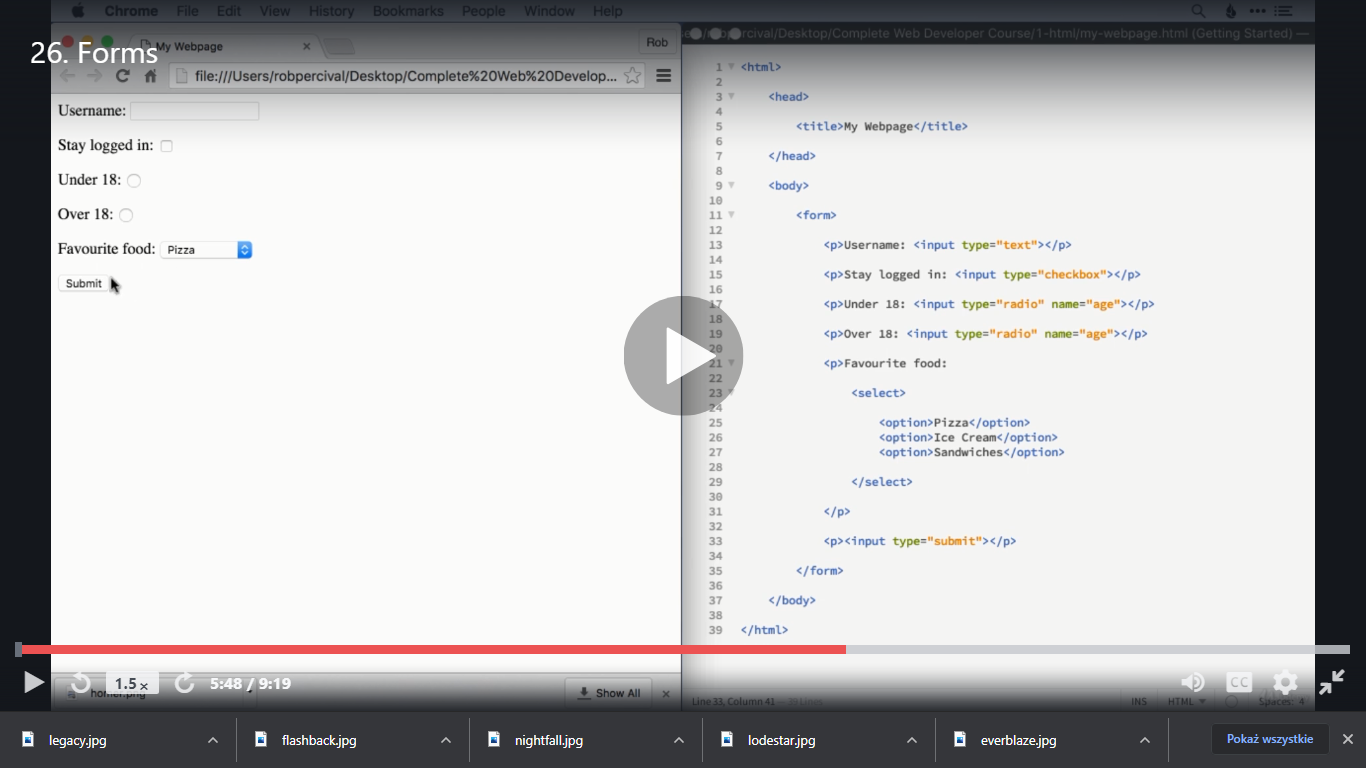 Chrome File Edit View History Bookmarks People Window Help
26. Forms
My Webpage
Rob
rcival/Desktop/Complete Web Developer Course/1-html/my-webpage.html (Getting Started) —
file:///Users/robpercival/Desktop/Complete%20Web%20Develop...
Username:
Stay logged in:
Under 18:
Over 18:
Favourite food: Pizza
Submit
1 <html>
2
3 <head>
4
5 <title>My Webpage</title>
6
7 </head>
8
9 <body>
10
11 <form>
12
13 <p>Username: <input type="text"></p>
14
15 <p>Stay logged in: <input type="checkbox"></p>
16
17 <p>Under 18: <input type="radio" name="age"></p>
18
19 <p>Over 18: <input type="radio" name="age"></p>
20
21 <p>Favourite food:
22
23 <select>
24
25 <option>Pizza</option>
26 <option>Ice Cream</option>
27 <option>Sandwiches</option>
28
29 </select>
30
31 </p>
32
33 <p><input type="submit"></p>
34
35 </form>
36
37 </body>
38
39 </html>
homer.png
Show All
Line 33, Column 41 — 39 Lines
INS HTML Spaces: 4
1.5x 5:48 / 9:19
CC
legacy.jpg
flashback.jpg
nightfall.jpg
lodestar.jpg
everblaze.jpg
Pokaż wszystkie